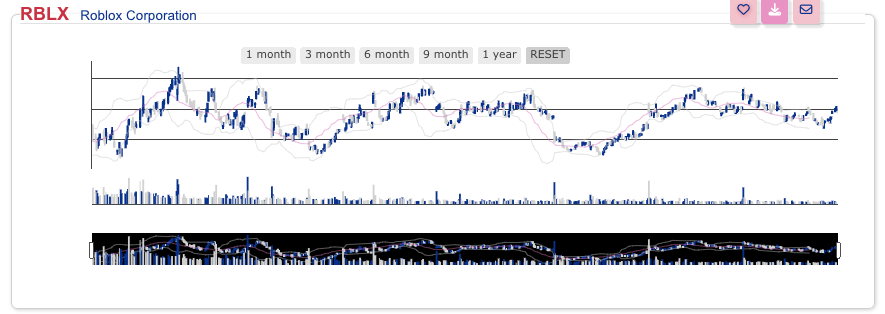 RBLX Roblox Corporation
1 month 3 month 6 month 9 month 1 year RESET